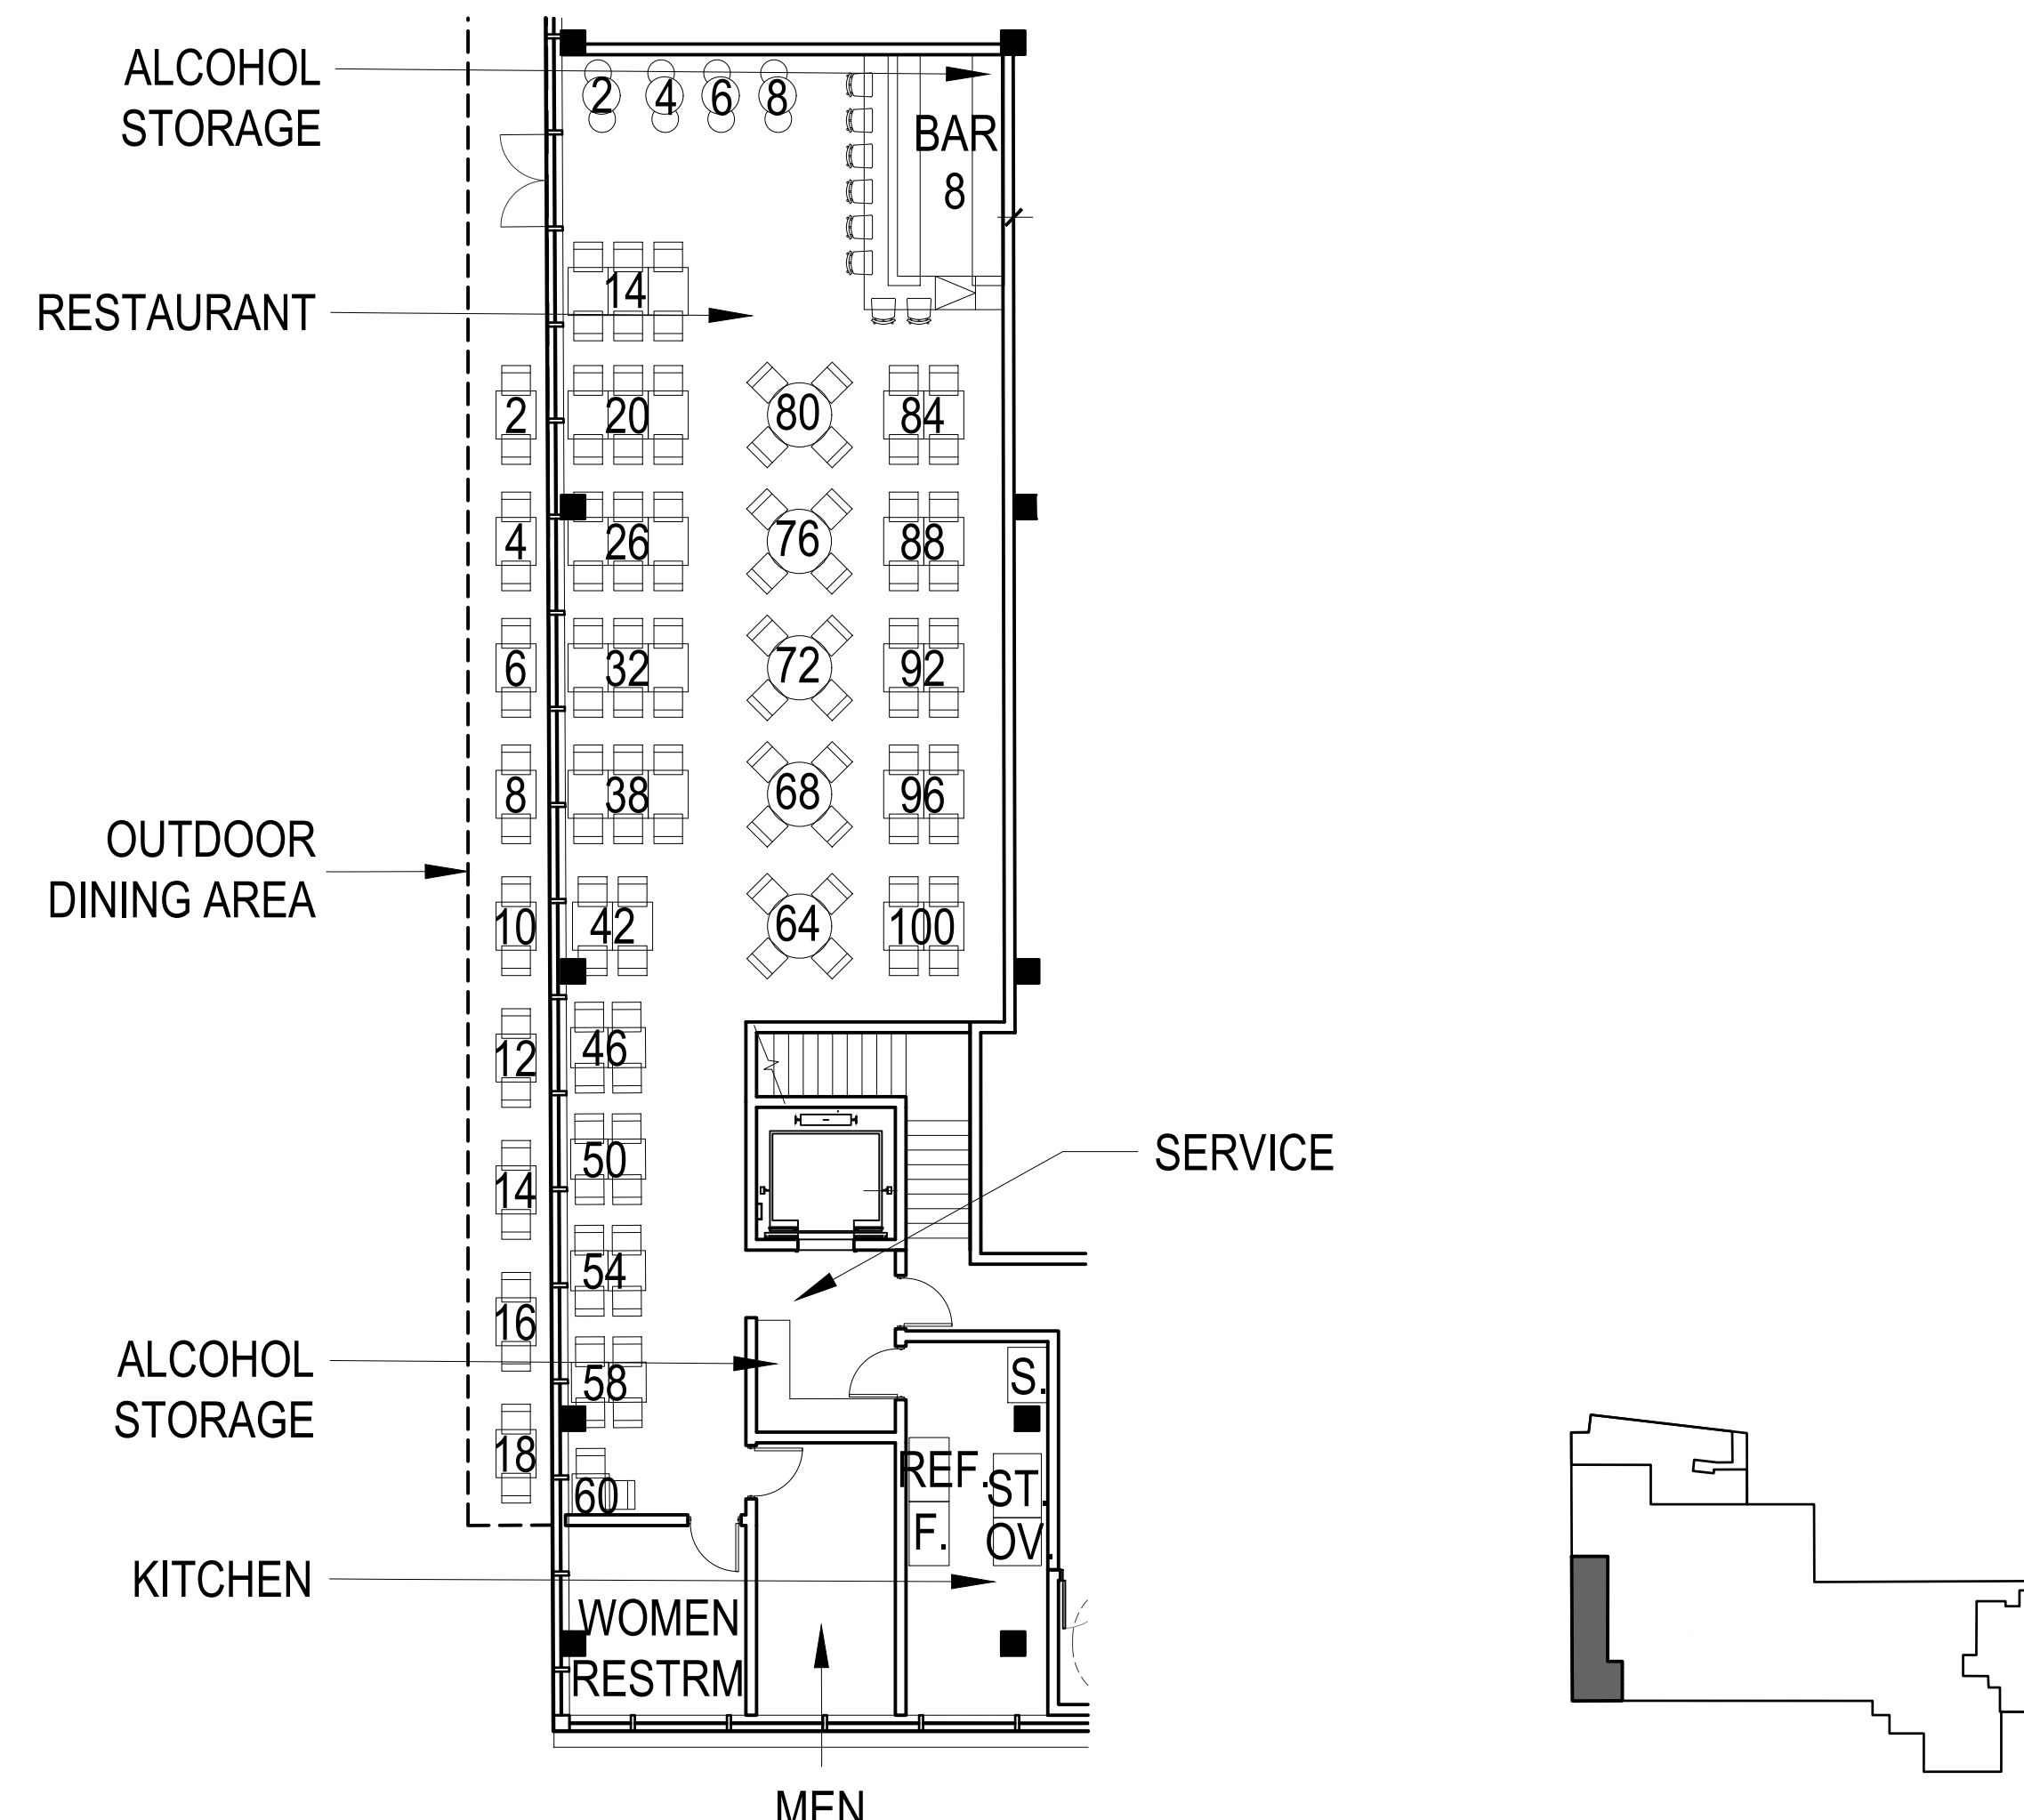 ALCOHOL
STORAGE
2 4 6 8
BAR
8
14
RESTAURANT
2 20 80 84
4 26 76 88
6 32 72 92
8 38 68 96
OUTDOOR
DINING AREA
10 42 64 100
12 46
14 50
SERVICE
16 54
ALCOHOL
STORAGE
58
S.
18 60
REF.
ST.
F.
OV.
KITCHEN
WOMEN
RESTRM
MEN